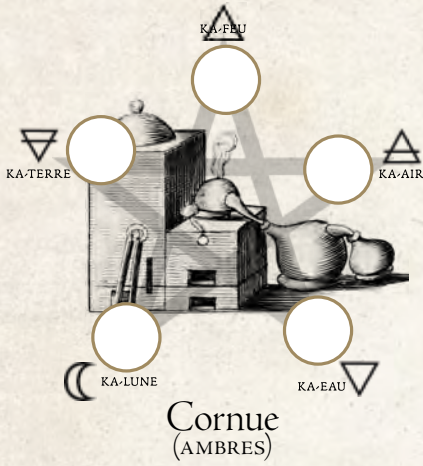 KA-FEU
KA-TERRE
KA-AIR
KA-LUNE
KA-EAU
Cornue
(AMBRES)